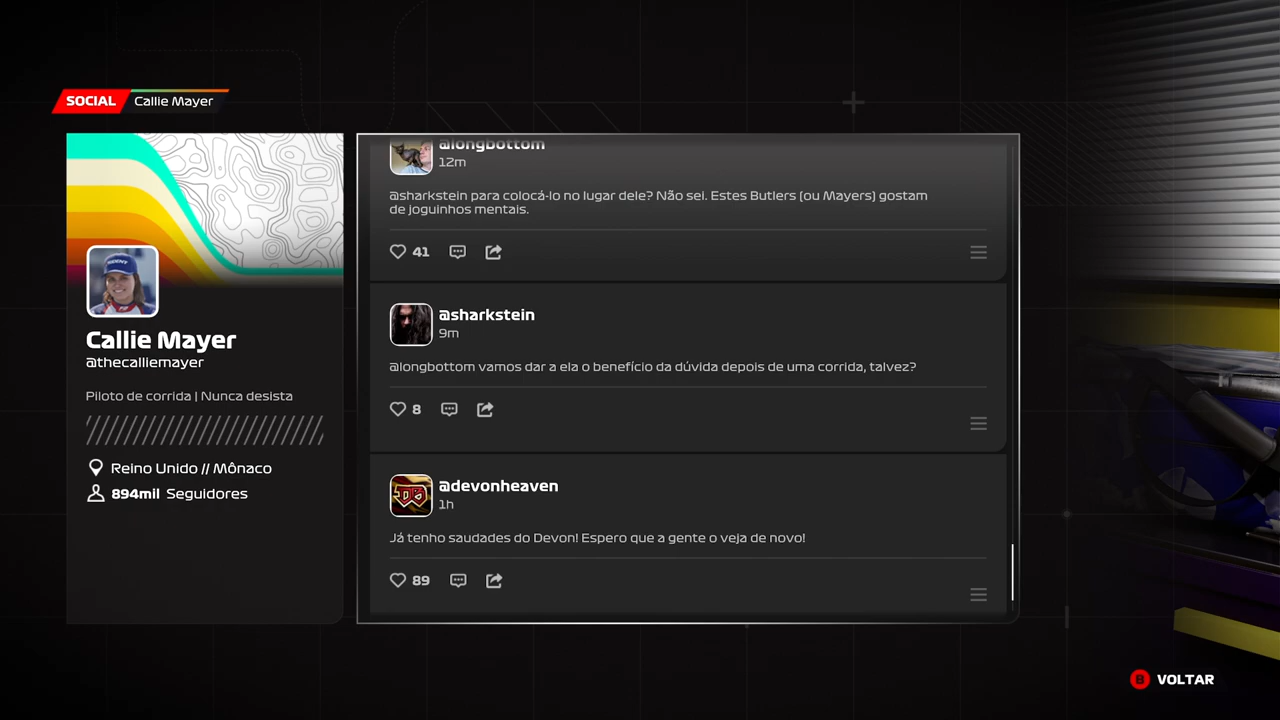 SOCIAL Callie Mayer
Callie Mayer
@thecalliemayer
Piloto de corrida | Nunca desista
Reino Unido // Mônaco
894mil Seguidores
@longbottom
12m
@sharkstein para colocá-lo no lugar dele? Não sei. Estes Butlers (ou Mayers) gostam
de joguinhos mentais.
41
@sharkstein
9m
@longbottom vamos dar a ela o benefício da dúvida depois de uma corrida, talvez?
8
@devonheaven
1h
Já tenho saudades do Devon! Espero que a gente o veja de novo!
89
B VOLTAR